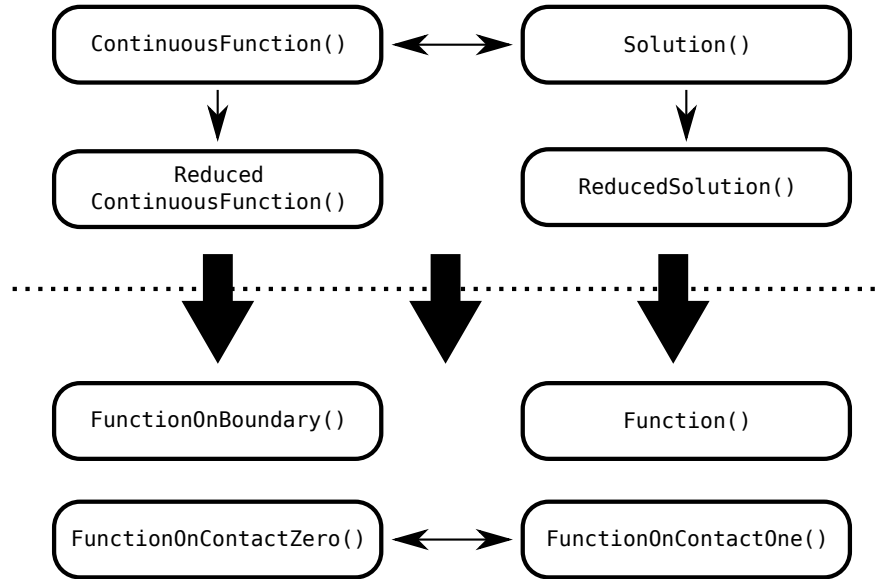 ContinuousFunction()
Solution()
Reduced
ContinuousFunction()
ReducedSolution()
FunctionOnBoundary()
Function()
FunctionOnContactZero()
FunctionOnContactOne()